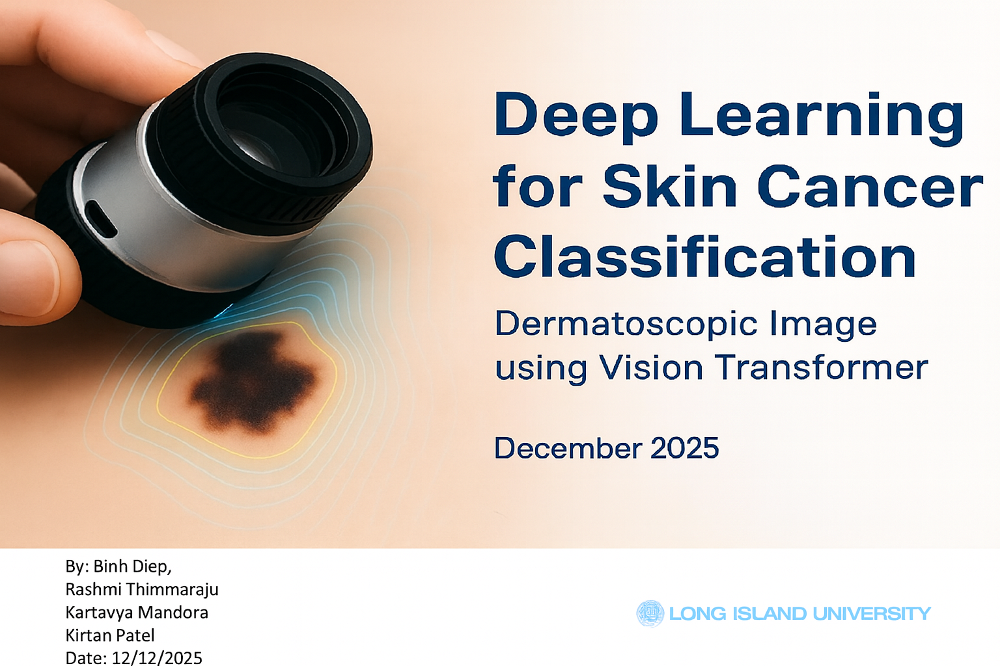 Deep Learning
for Skin Cancer
Classification
Dermatoscopic Image
using Vision Transformer
December 2025
By: Binh Diep,
Rashmi Thimmaraju
Kartavya Mandora
Kirtan Patel
Date: 12/12/2025
LONG ISLAND UNIVERSITY